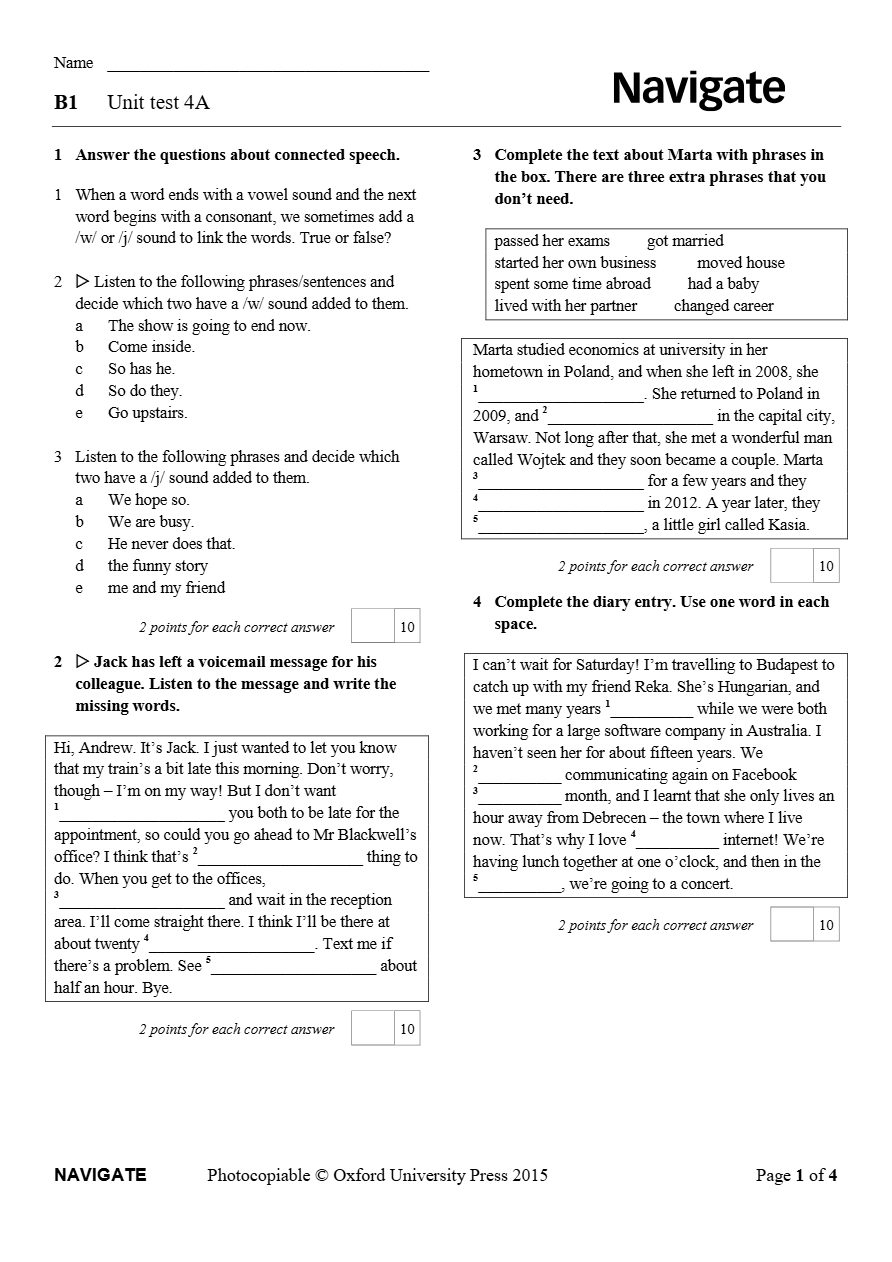 Name
Navigate
B1 Unit test 4A
1 Answer the questions about connected speech.
1 When a word ends with a vowel sound and the next
word begins with a consonant, we sometimes add a
/w/ or /j/ sound to link the words. True or false?
2 ▷ Listen to the following phrases/sentences and
decide which two have a /w/ sound added to them.
a The show is going to end now.
b Come inside.
c So has he.
d So do they.
e Go upstairs.
3 Listen to the following phrases and decide which
two have a /j/ sound added to them.
a We hope so.
b We are busy.
c He never does that.
d the funny story
e me and my friend
2 points for each correct answer 10
2 ▷ Jack has left a voicemail message for his
colleague. Listen to the message and write the
missing words.
Hi, Andrew. It’s Jack. I just wanted to let you know
that my train’s a bit late this morning. Don’t worry,
though – I’m on my way! But I don’t want
1____________________ you both to be late for the
appointment, so could you go ahead to Mr Blackwell’s
office? I think that’s 2____________________ thing to
do. When you get to the offices,
3____________________ and wait in the reception
area. I’ll come straight there. I think I’ll be there at
about twenty 4____________________. Text me if
there’s a problem. See 5____________________ about
half an hour. Bye.
2 points for each correct answer 10
3 Complete the text about Marta with phrases in
the box. There are three extra phrases that you
don’t need.
passed her exams got married
started her own business moved house
spent some time abroad had a baby
lived with her partner changed career
Marta studied economics at university in her
hometown in Poland, and when she left in 2008, she
1____________________. She returned to Poland in
2009, and 2____________________ in the capital city,
Warsaw. Not long after that, she met a wonderful man
called Wojtek and they soon became a couple. Marta
3____________________ for a few years and they
4____________________ in 2012. A year later, they
5____________________, a little girl called Kasia.
2 points for each correct answer 10
4 Complete the diary entry. Use one word in each
space.
I can’t wait for Saturday! I’m travelling to Budapest to
catch up with my friend Reka. She’s Hungarian, and
we met many years 1__________ while we were both
working for a large software company in Australia. I
haven’t seen her for about fifteen years. We
2__________ communicating again on Facebook
3__________ month, and I learnt that she only lives an
hour away from Debrecen – the town where I live
now. That’s why I love 4__________ internet! We’re
having lunch together at one o’clock, and then in the
5__________, we’re going to a concert.
2 points for each correct answer 10
NAVIGATE Photocopiable © Oxford University Press 2015 Page 1 of 4